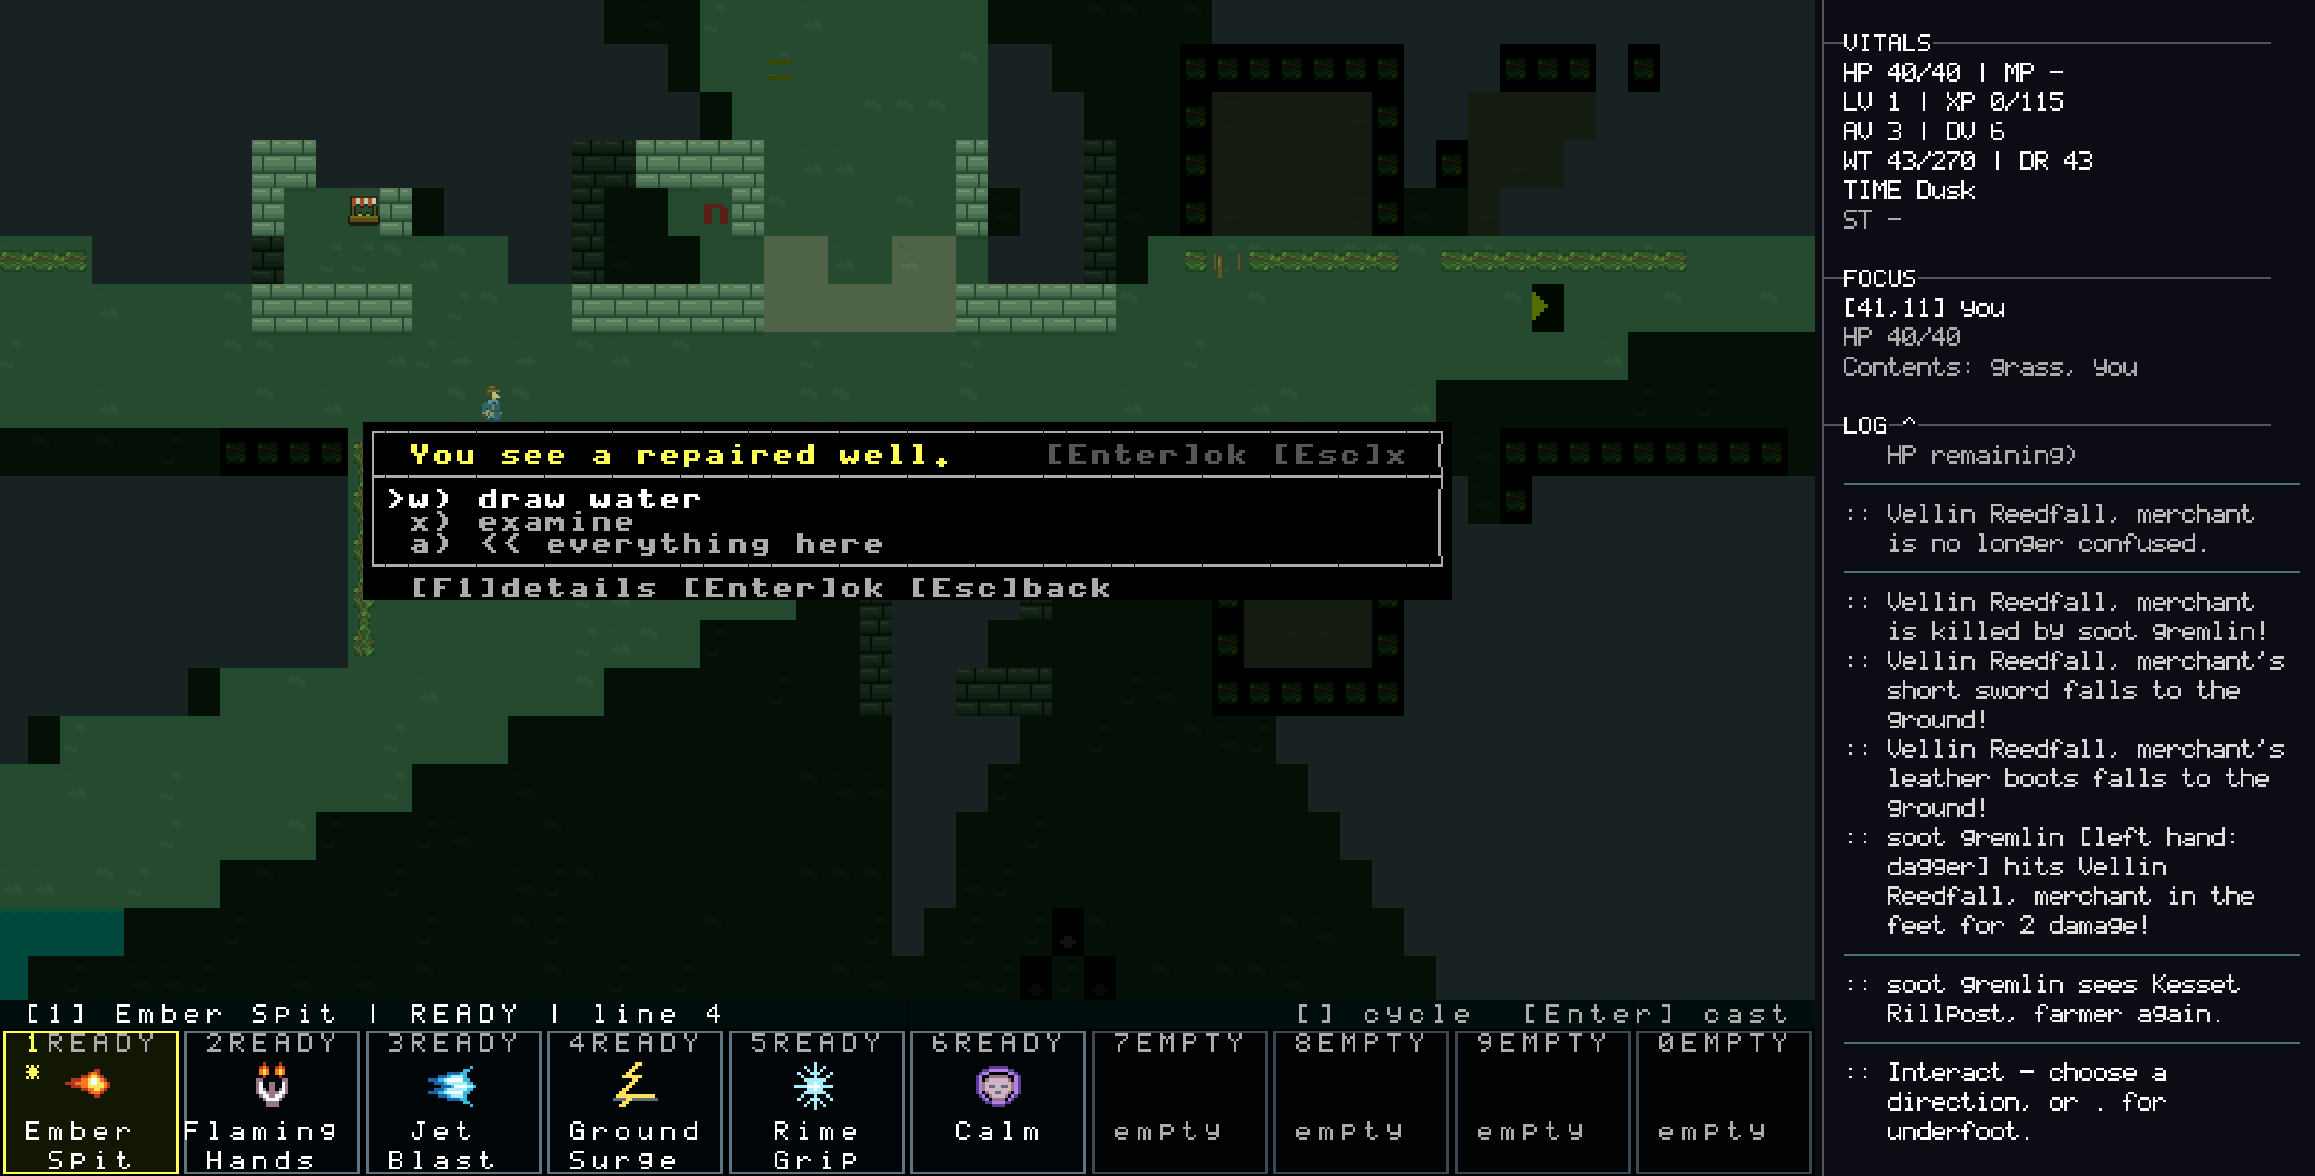 You see a repaired well. [Enter]ok [Esc]x
>w) draw water
x) examine
a) << everything here
[F1]details [Enter]ok [Esc]back
[1] Ember Spit | READY | line 4
[] cycle [Enter] cast
1READY
*
Ember
Spit
2READY
Flaming
Hands
3READY
Jet
Blast
4READY
Ground
Surge
5READY
Rime
Grip
6READY
Calm
7EMPTY
empty
8EMPTY
empty
9EMPTY
empty
0EMPTY
empty
VITALS
HP 40/40 | MP -
LV 1 | XP 0/115
AV 3 | DV 6
WT 43/270 | DR 43
TIME Dusk
ST -
FOCUS
[41,11] You
HP 40/40
Contents: grass, You
LOG ^
HP remaining)
:: Vellin Reedfall, merchant
is no longer confused.
:: Vellin Reedfall, merchant
is killed by soot gremlin!
:: Vellin Reedfall, merchant's
short sword falls to the
ground!
:: Vellin Reedfall, merchant's
leather boots falls to the
ground!
:: soot gremlin [left hand:
dagger] hits Vellin
Reedfall, merchant in the
feet for 2 damage!
:: soot gremlin sees Kesset
RillPost, farmer again.
:: Interact - choose a
direction, or . for
underfoot.